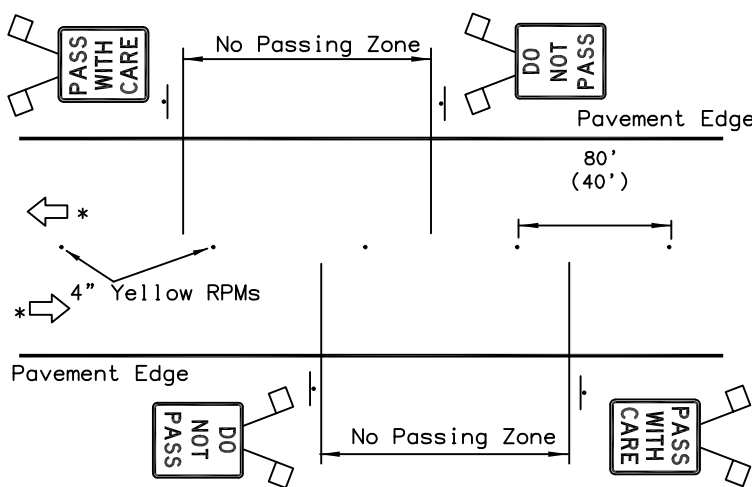 PASS
WITH
CARE
No Passing Zone
DO
NOT
PASS
Pavement Edge
80'
(40')
*
4" Yellow RPMs
*
Pavement Edge
DO
NOT
PASS
No Passing Zone
PASS
WITH
CARE